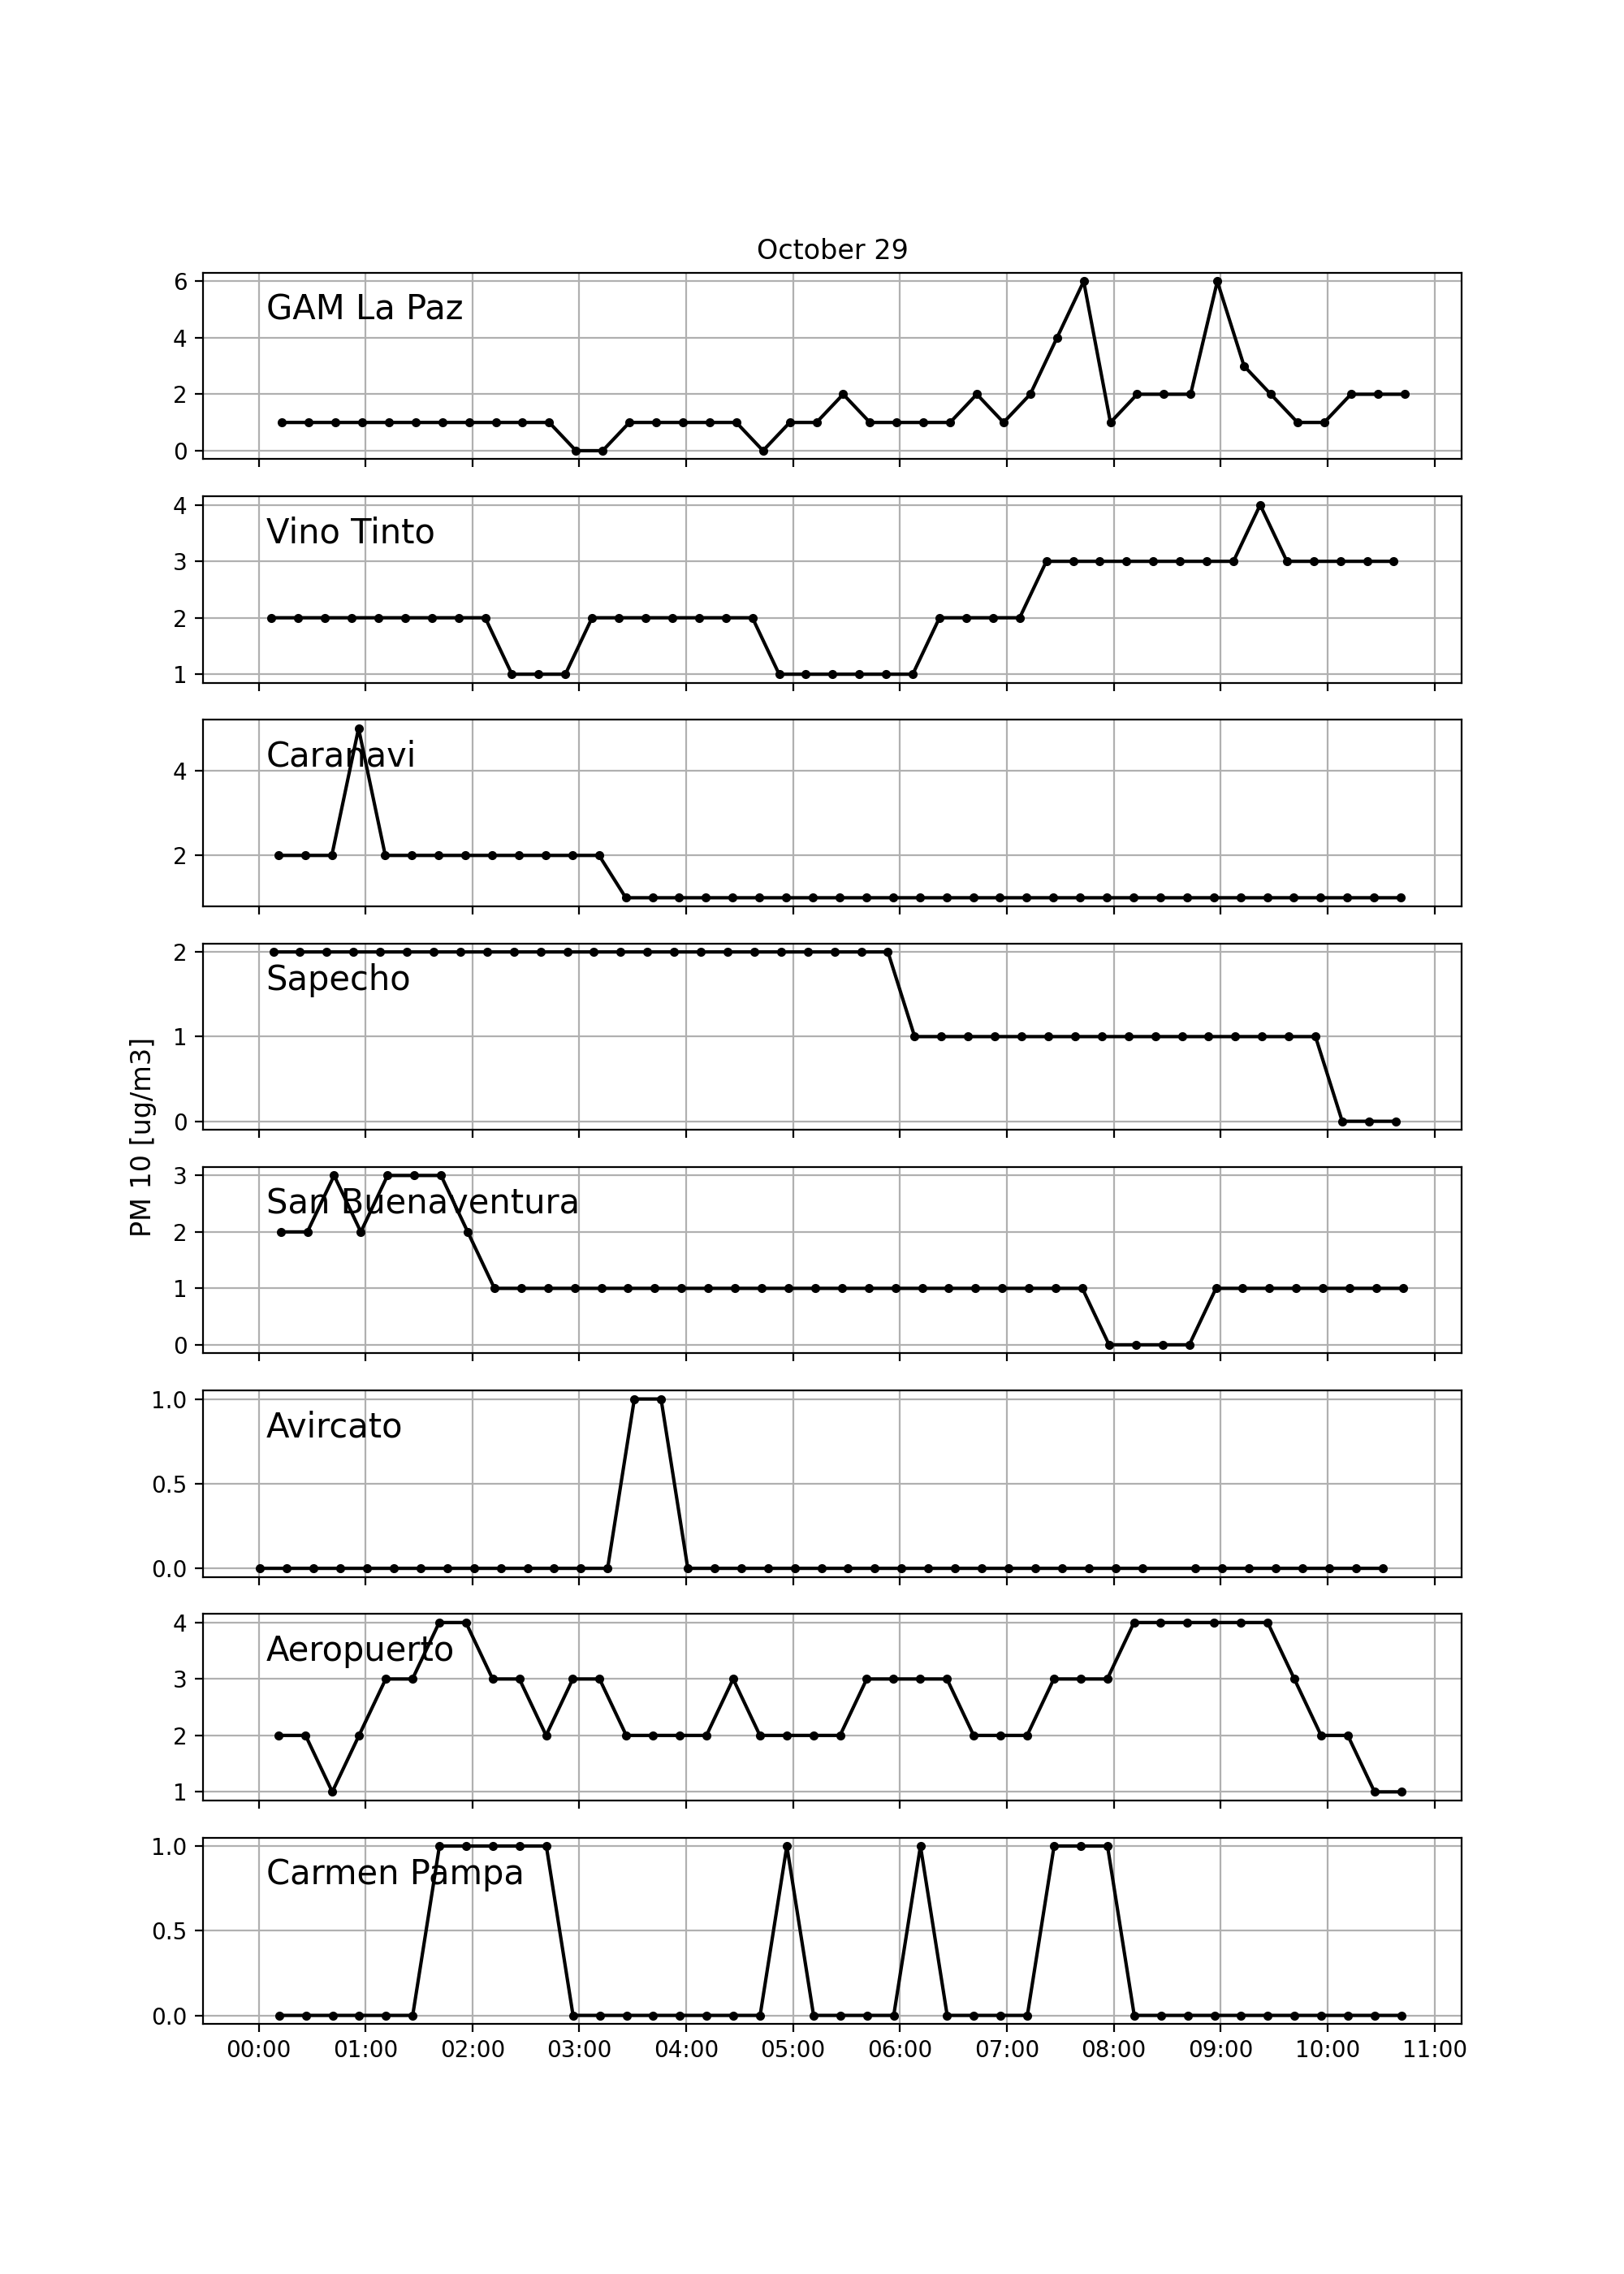 October 29
6
GAM La Paz
4
2
0
4
Vino Tinto
3
2
1
Caranavi
4
2
2
Sapecho
1
0
PM 10 [ug/m3]
3
San Buenaventura
2
1
0
1.0
Avircato
0.5
0.0
4
Aeropuerto
3
2
1
1.0
Carmen Pampa
0.5
0.0
00:00 01:00 02:00 03:00 04:00 05:00 06:00 07:00 08:00 09:00 10:00 11:00